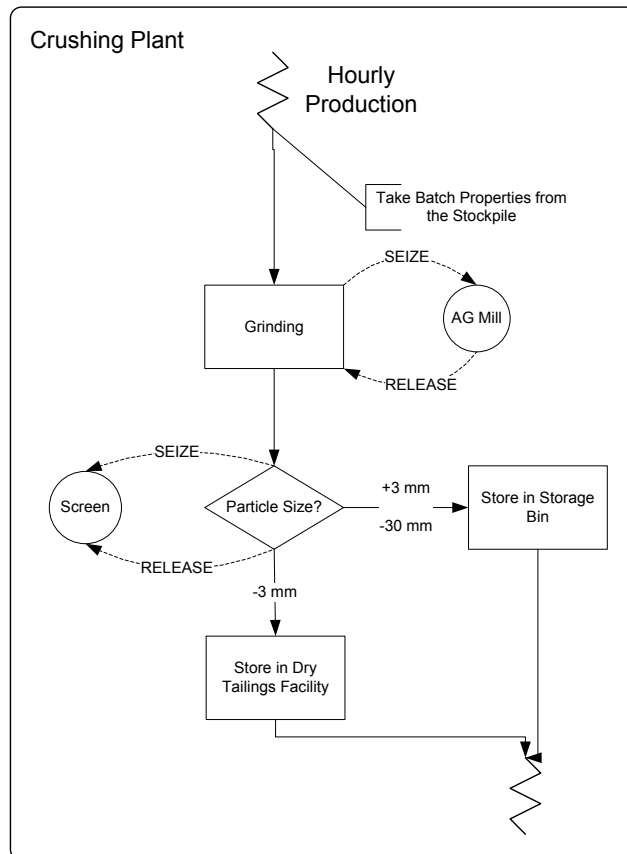 Crushing Plant
Hourly
Production
Take Batch Properties from
the Stockpile
SEIZE
Grinding
AG Mill
RELEASE
SEIZE
Screen
Particle Size?
+3 mm
-30 mm
Store in Storage
Bin
RELEASE
-3 mm
Store in Dry
Tailings Facility